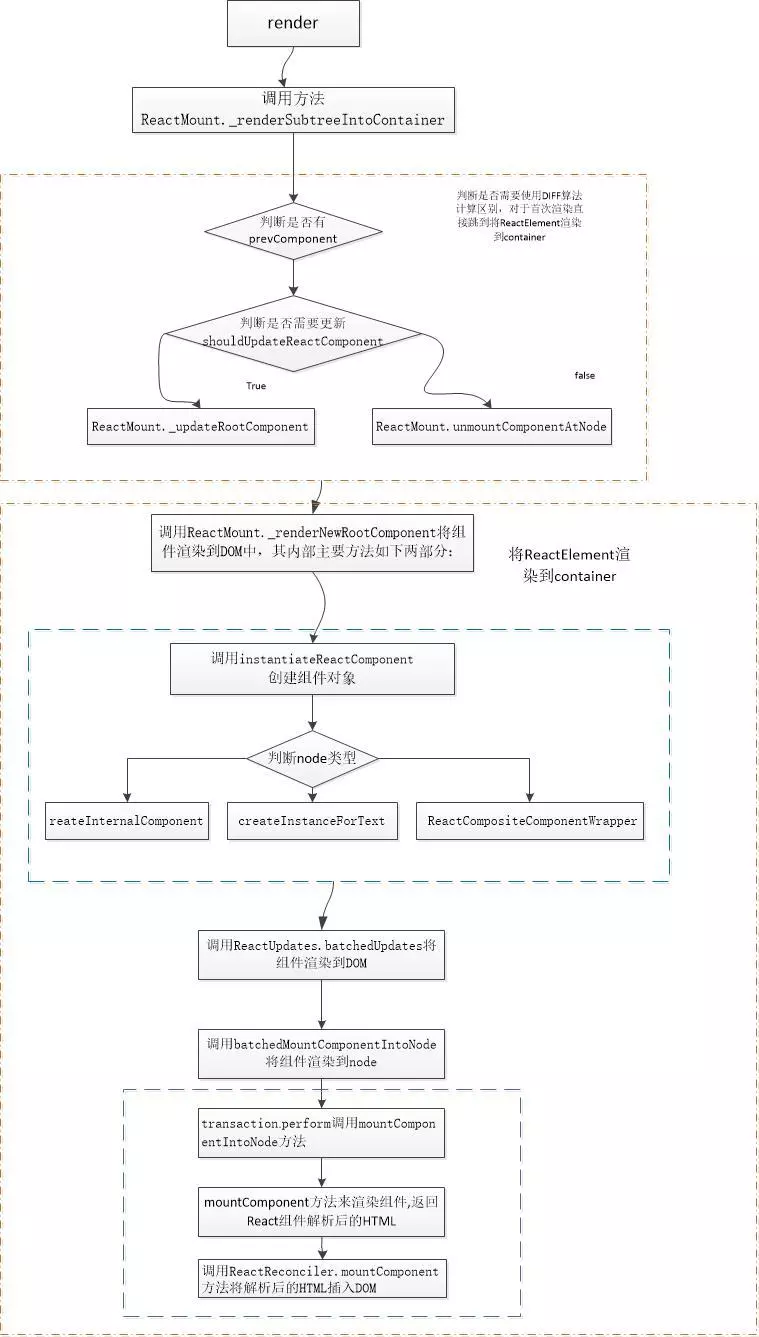 render
调用方法
ReactMount._renderSubtreeIntoContainer
判断是否需要使用DIFF算法
计算区别，对于首次渲染直
接跳到将ReactElement渲染
到container
判断是否有
prevComponent
判断是否需要更新
shouldUpdateReactComponent
True
false
ReactMount._updateRootComponent
ReactMount.unmountComponentAtNode
调用ReactMount._renderNewRootComponent将组
件渲染到DOM中，其内部主要方法如下两部分：
将ReactElement渲
染到container
调用instantiateReactComponent
创建组件对象
判断node类型
reateInternalComponent
createInstanceForText
ReactCompositeComponentWrapper
调用ReactUpdates.batchedUpdates将
组件渲染到DOM
调用batchedMountComponentIntoNode
将组件渲染到node
transaction.perform调用mountCompon
entIntoNode方法
mountComponent方法来渲染组件,返回
React组件解析后的HTML
调用ReactReconciler.mountComponent
方法将解析后的HTML插入DOM